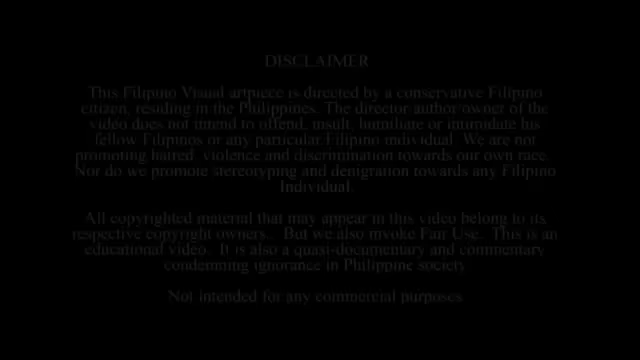 DISCLAIMER
This Filipino Visual artpiece is directed by a conservative Filipino
citizen, residing in the Philippines. The director/author/owner of the
video does not intend to offend, insult, humiliate or intimidate his
fellow Filipinos or any particular Filipino individual. We are not
promoting hatred, violence and discrimination towards our own race.
Nor do we promote stereotyping and denigration towards any Filipino
Individual.
All copyrighted material that may appear in this video belong to its
respective copyright owners. But we also invoke Fair Use. This is an
educational video. It is also a quasi-documentary and commentary
condemning ignorance in Philippine society
Not intended for any commercial purposes